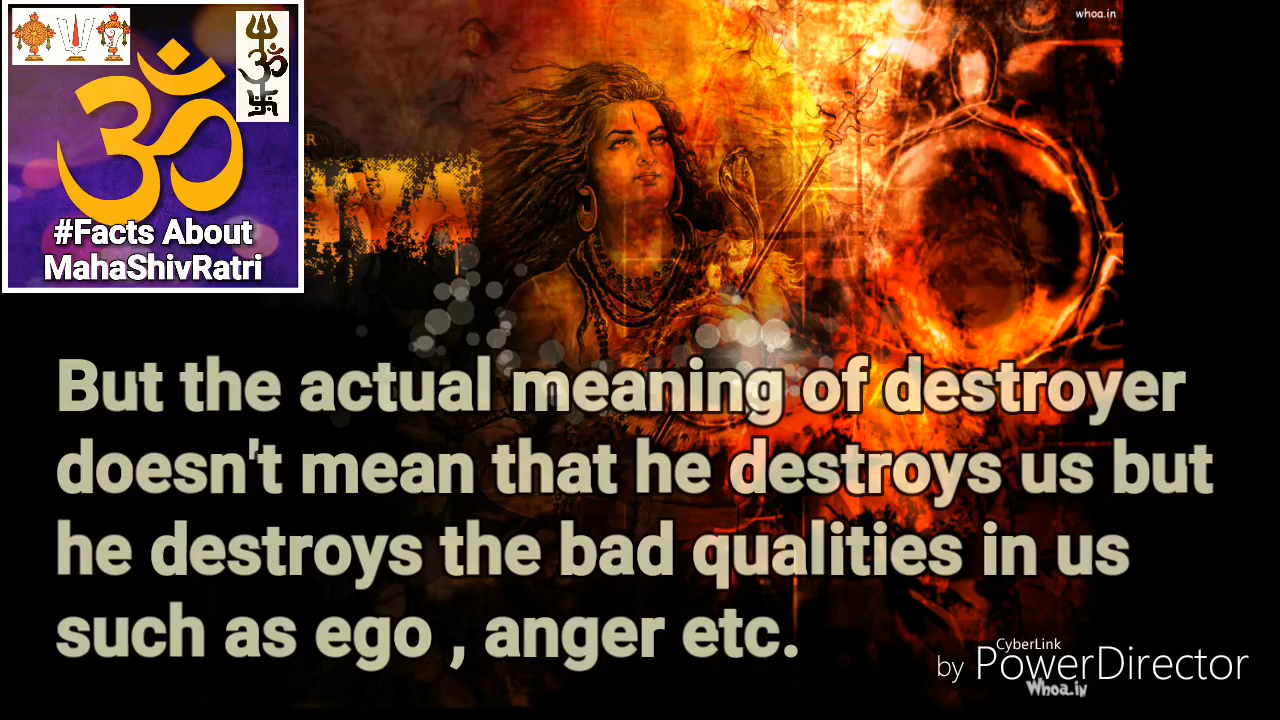 whoa.in
ॐ
ॐ
#Facts About
MahaShivRatri
But the actual meaning of destroyer
doesn't mean that he destroys us but
he destroys the bad qualities in us
such as ego , anger etc.
CyberLink
by PowerDirector
Whoa.in